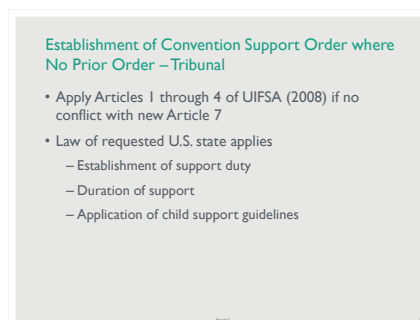 Establishment of Convention Support Order where
No Prior Order – Tribunal
• Apply Articles 1 through 4 of UIFSA (2008) if no
conflict with new Article 7
• Law of requested U.S. state applies
– Establishment of support duty
– Duration of support
– Application of child support guidelines